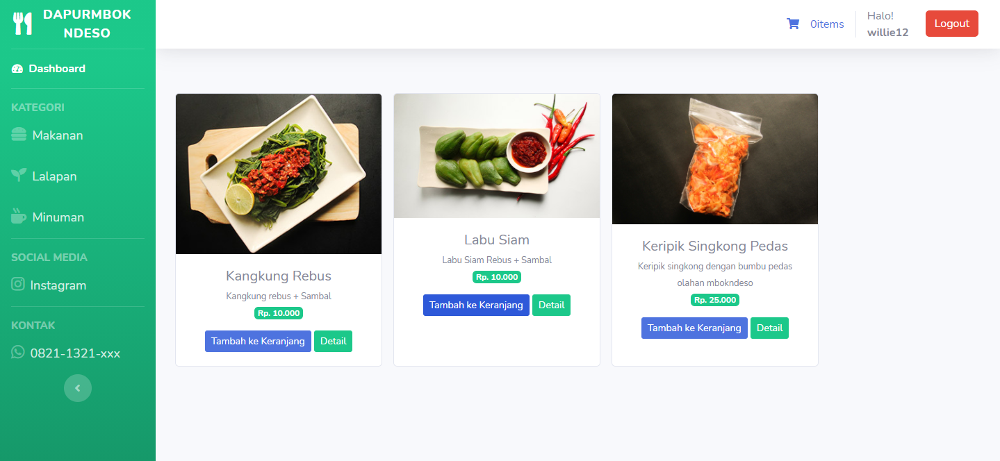 DAPURMBOK
NDESO
Dashboard
KATEGORI
Makanan
Lalapan
Minuman
SOCIAL MEDIA
Instagram
KONTAK
0821-1321-xxx
0items
Halo!
willie12
Logout
Kangkung Rebus
Kangkung rebus + Sambal
Rp. 10.000
Tambah ke Keranjang Detail
Labu Siam
Labu Siam Rebus + Sambal
Rp. 10.000
Tambah ke Keranjang Detail
Keripik Singkong Pedas
Keripik singkong dengan bumbu pedas
olahan mbokndeso
Rp. 25.000
Tambah ke Keranjang Detail